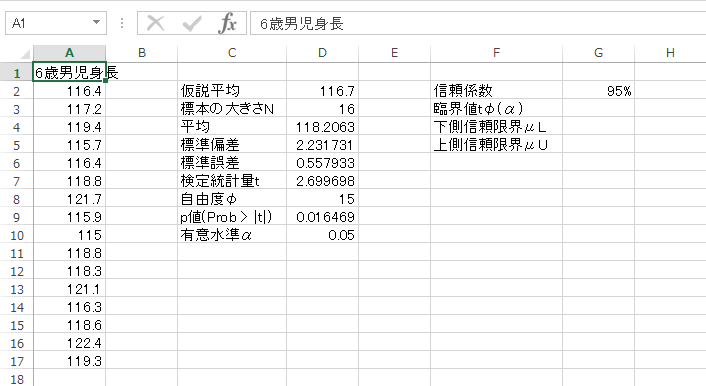 A1 6歳男児身長
A B C D E F G H
1 6歳男児身長
2 116.4 仮説平均 116.7 信頼係数 95%
3 117.2 標本の大きさN 16 臨界値tφ(α)
4 119.4 平均 118.2063 下側信頼限界μL
5 115.7 標準偏差 2.231731 上側信頼限界μU
6 116.4 標準誤差 0.557933
7 118.8 検定統計量t 2.699698
8 121.7 自由度φ 15
9 115.9 p値(Prob > |t|) 0.016469
10 115 有意水準α 0.05
11 118.8
12 118.3
13 121.1
14 116.3
15 118.6
16 122.4
17 119.3
18